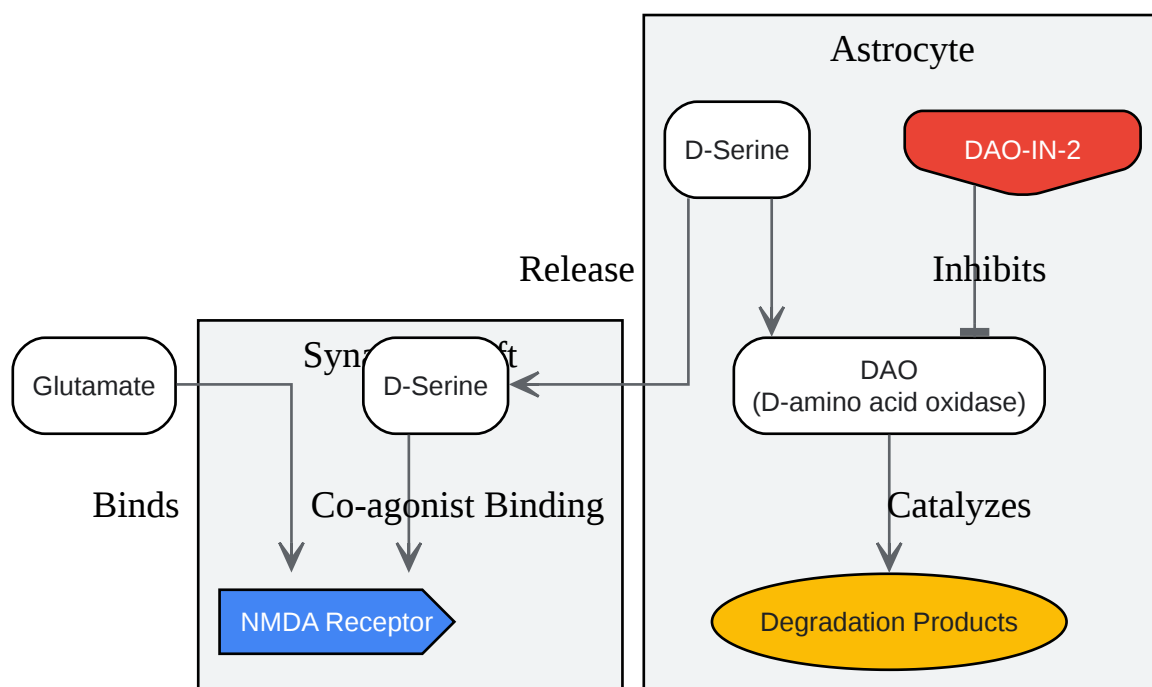 Astrocyte
D-Serine
DAO-IN-2
Release
Inhibits
Glutamate
D-Serine
DAO
(D-amino acid oxidase)
Binds
Co-agonist Binding
Catalyzes
NMDA Receptor
Degradation Products